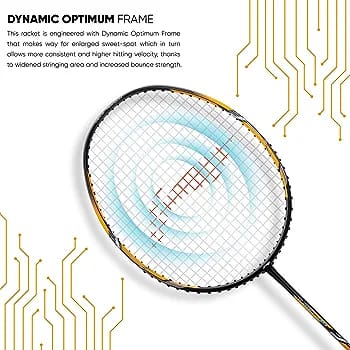 DYNAMIC OPTIMUM FRAME
This racket is engineered with Dynamic Optimum Frame
that makes way for enlarged sweet-spot which in turn
allows more consistent and higher hitting velocity, thanks
to widened stringing area and increased bounce strength.